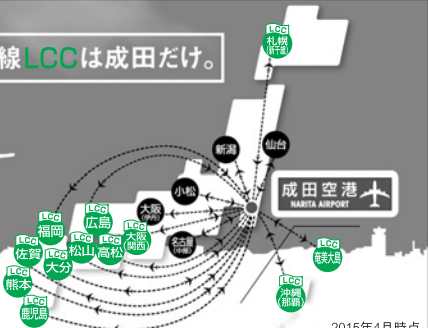 線LCCは成田だけ。
LCC
札幌
(新千歳)
新潟
仙台
小松
成田空港
NARITA AIRPORT
大阪
(伊丹)
LCC
広島
LCC
福岡
LCC
大阪
(関西)
名古屋
(中部)
LCC
佐賀
LCC
松山
LCC
高松
LCC
大分
奄美大島
LCC
熊本
LCC
沖縄
(那覇)
LCC
鹿児島
2015年4月時点